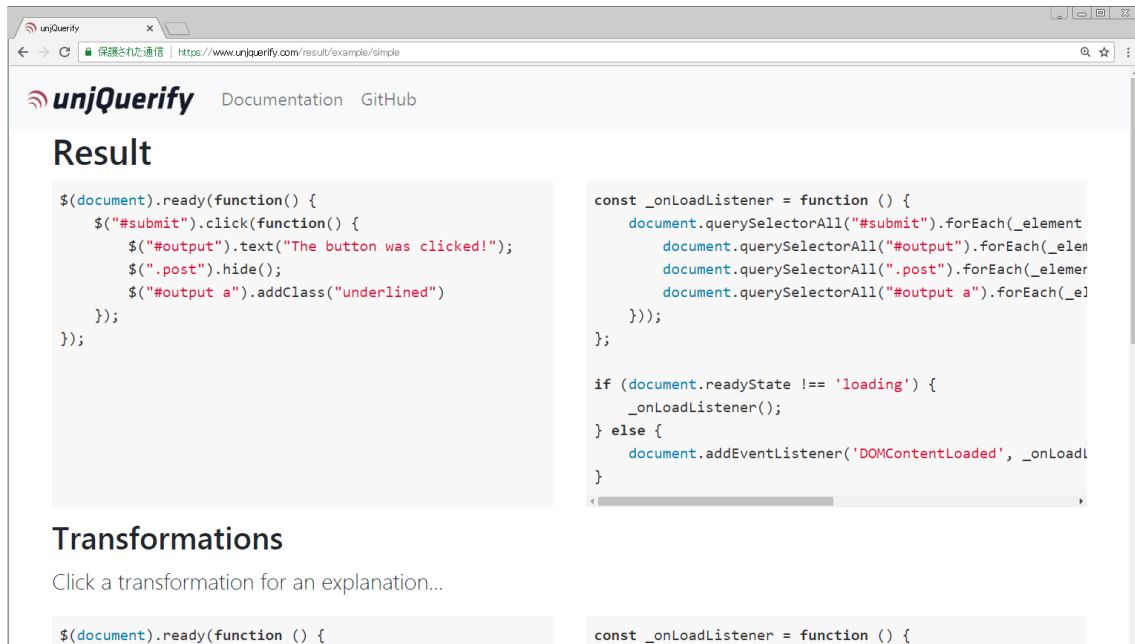 unjQuerify
保護された通信 | https://www.unjquerify.com/result/example/simple
unjQuerify Documentation GitHub
Result
$(document).ready(function() {
    $("#submit").click(function() {
        $("#output").text("The button was clicked!");
        $(".post").hide();
        $("#output a").addClass("underlined")
    });
});
const _onLoadListener = function () {
    document.querySelectorAll("#submit").forEach(_element
        document.querySelectorAll("#output").forEach(_elem
        document.querySelectorAll(".post").forEach(_elemen
        document.querySelectorAll("#output a").forEach(_el
    }));
};
if (document.readyState !== 'loading') {
    _onLoadListener();
} else {
    document.addEventListener('DOMContentLoaded', _onLoadL
}
Transformations
Click a transformation for an explanation...
$(document).ready(function () {
const _onLoadListener = function () {